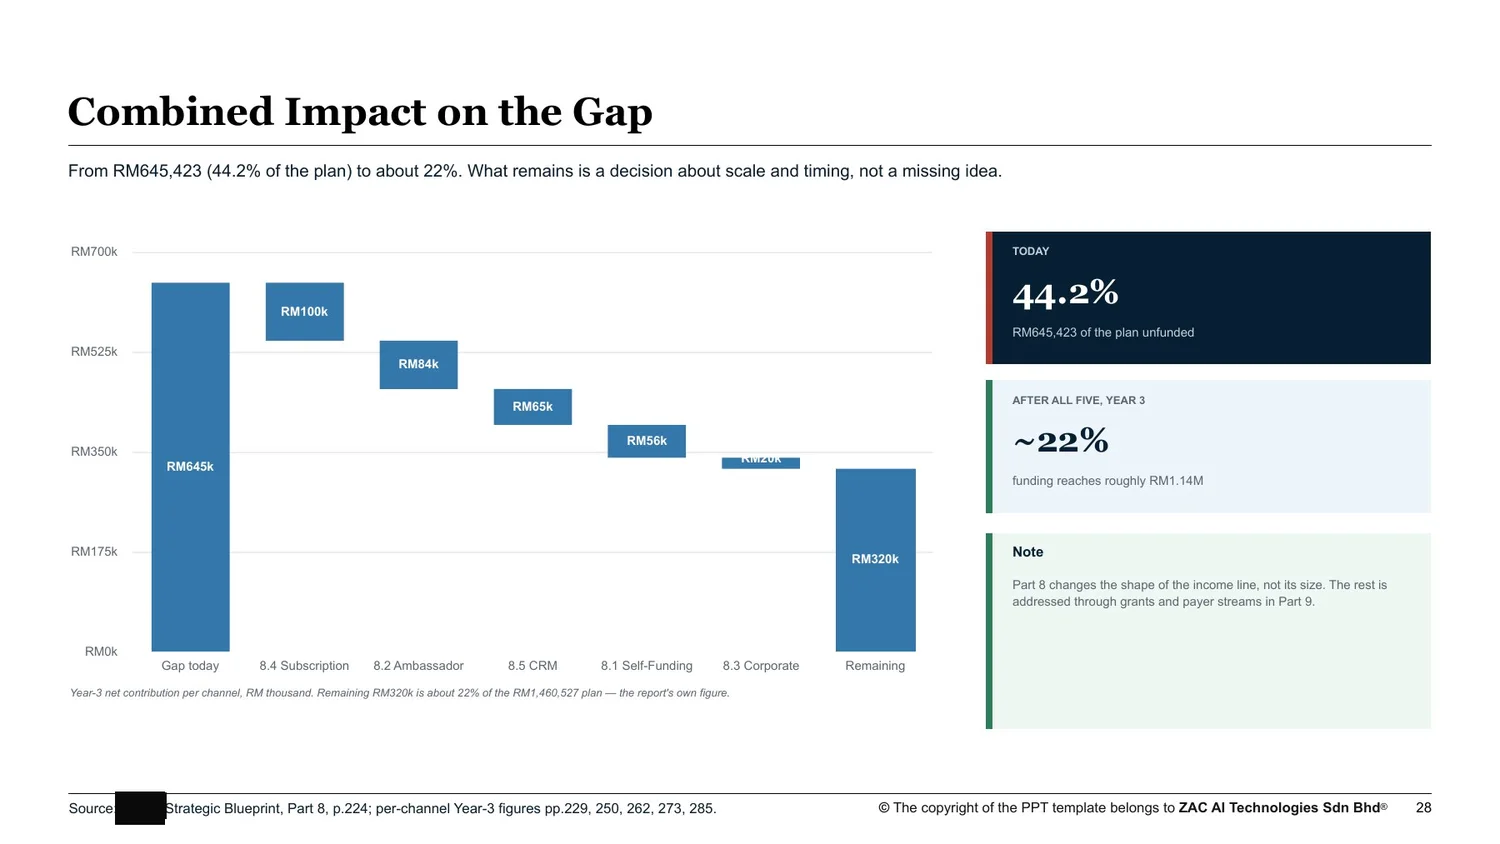 Combined Impact on the Gap
From RM645,423 (44.2% of the plan) to about 22%. What remains is a decision about scale and timing, not a missing idea.
RM700k
RM525k
RM350k
RM175k
RM0k
RM645k
RM100k
RM84k
RM65k
RM56k
RM20k
RM320k
Gap today
8.4 Subscription
8.2 Ambassador
8.5 CRM
8.1 Self-Funding
8.3 Corporate
Remaining
Year-3 net contribution per channel, RM thousand. Remaining RM320k is about 22% of the RM1,460,527 plan — the report's own figure.
TODAY
44.2%
RM645,423 of the plan unfunded
AFTER ALL FIVE, YEAR 3
~22%
funding reaches roughly RM1.14M
Note
Part 8 changes the shape of the income line, not its size. The rest is
addressed through grants and payer streams in Part 9.
Source: Strategic Blueprint, Part 8, p.224; per-channel Year-3 figures pp.229, 250, 262, 273, 285.
© The copyright of the PPT template belongs to ZAC AI Technologies Sdn Bhd®
28